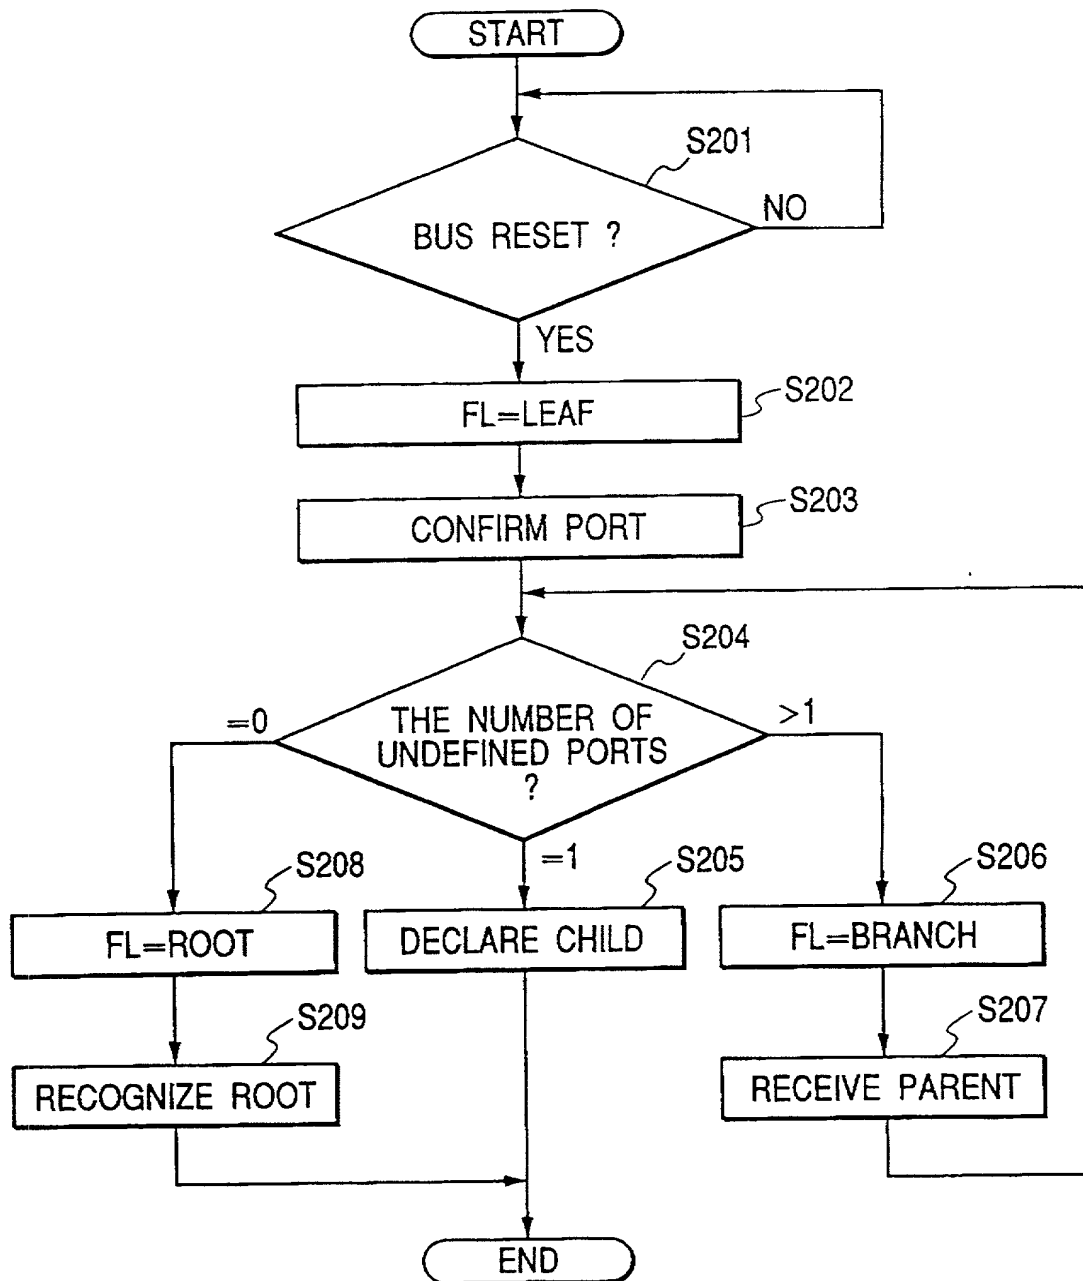 START
S201
BUS RESET ?
NO
YES
S202
FL=LEAF
S203
CONFIRM PORT
S204
=0
THE NUMBER OF
UNDEFINED PORTS
?
>1
=1
S208
S205
S206
FL=ROOT
DECLARE CHILD
FL=BRANCH
S209
S207
RECOGNIZE ROOT
RECEIVE PARENT
END